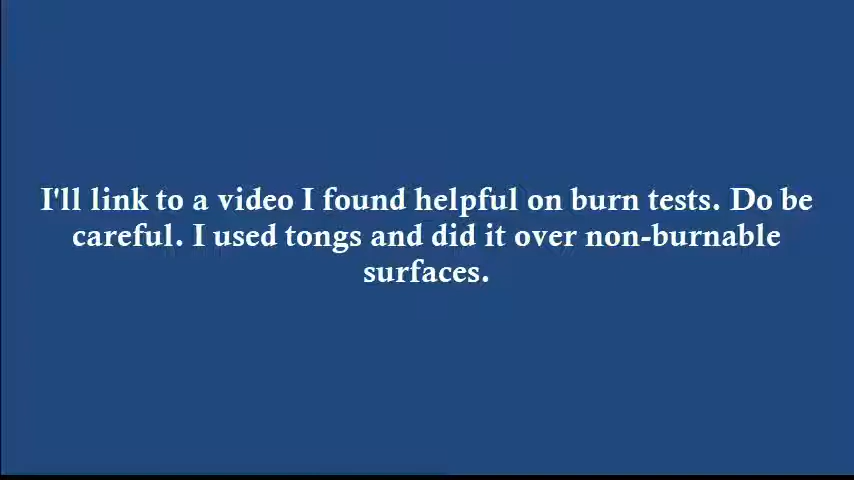 I'll link to a video I found helpful on burn tests. Do be
careful. I used tongs and did it over non-burnable
surfaces.